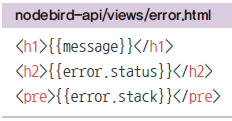 nodebird-api/views/error.html
<h1>{{message}}</h1>
<h2>{{error.status}}</h2>
<pre>{{error.stack}}</pre>